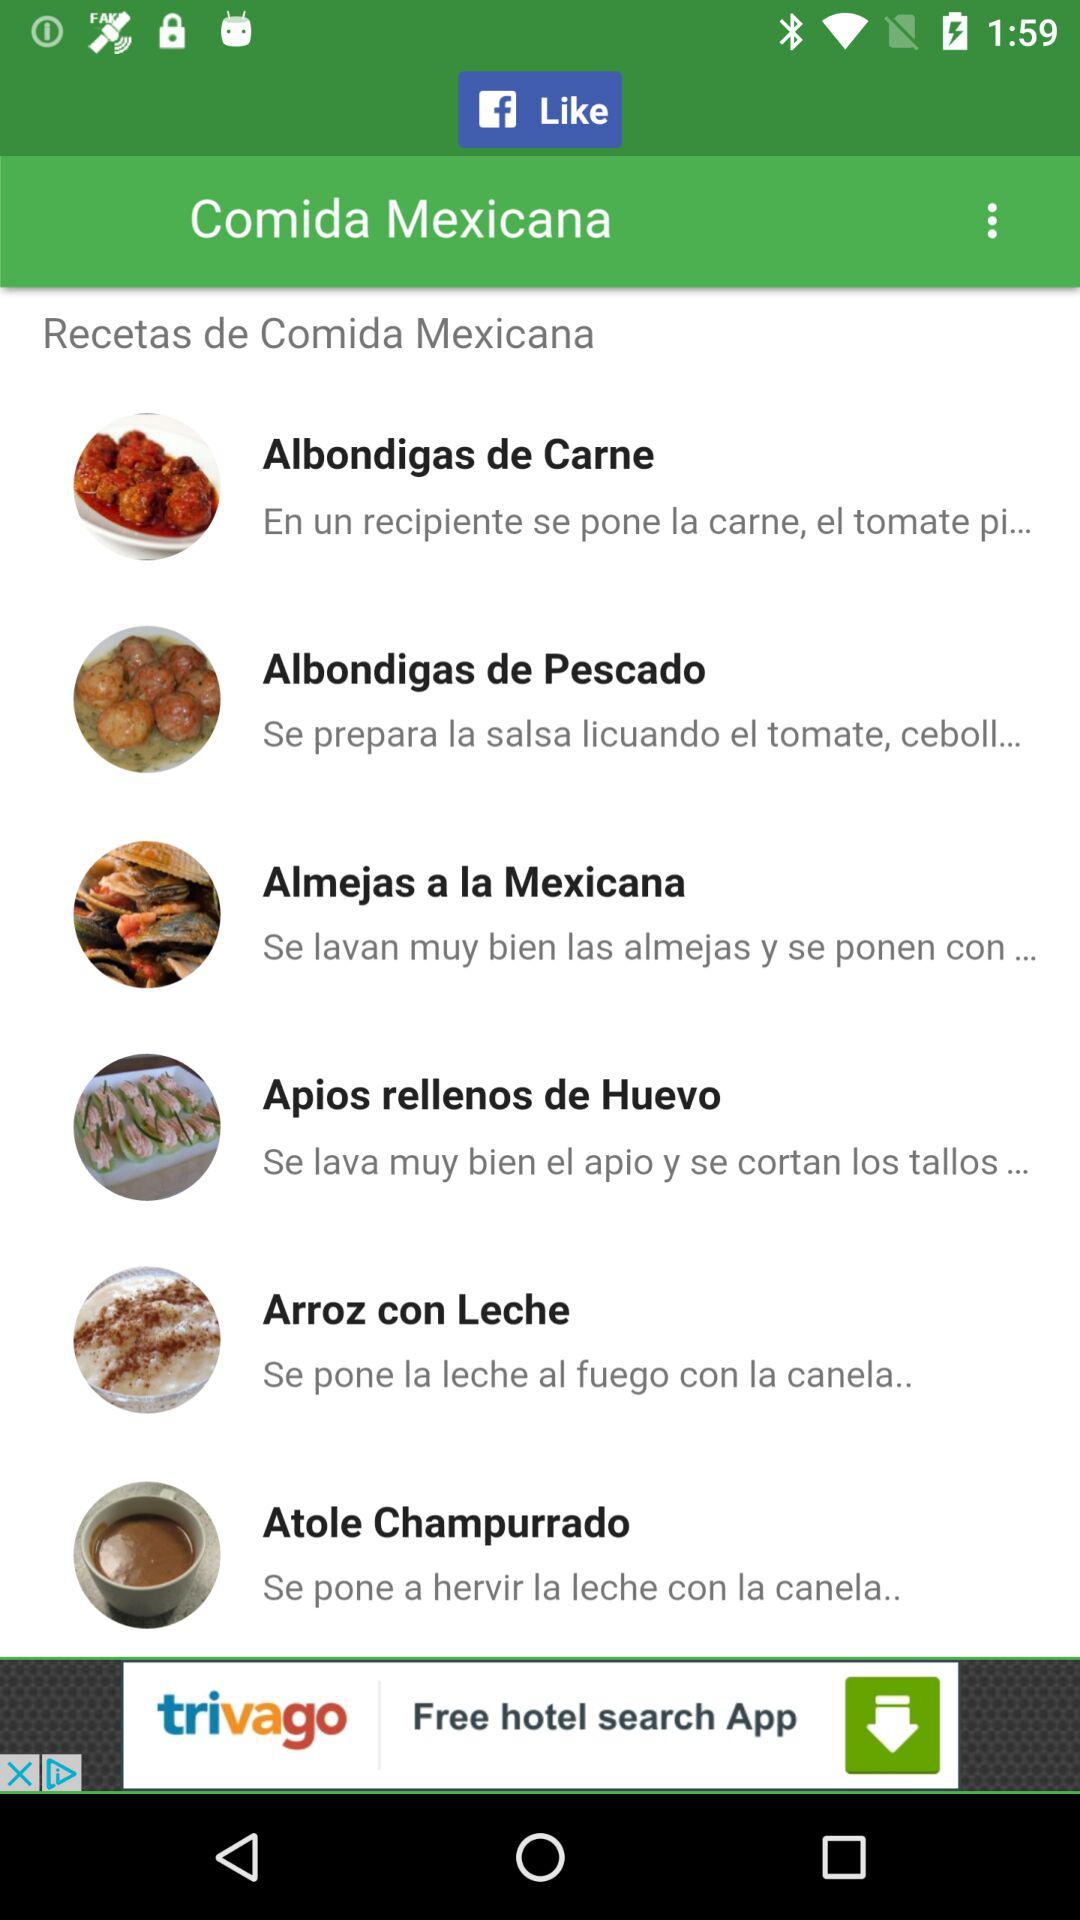 FAKE
1:59
Like
Comida Mexicana
Recetas de Comida Mexicana
Albondigas de Carne
En un recipiente se pone la carne, el tomate pi...
Albondigas de Pescado
Se prepara la salsa licuando el tomate, ceboll...
Almejas a la Mexicana
Se lavan muy bien las almejas y se ponen con ...
Apios rellenos de Huevo
Se lava muy bien el apio y se cortan los tallos ...
Arroz con Leche
Se pone la leche al fuego con la canela..
Atole Champurrado
Se pone a hervir la leche con la canela..
trivago Free hotel search App